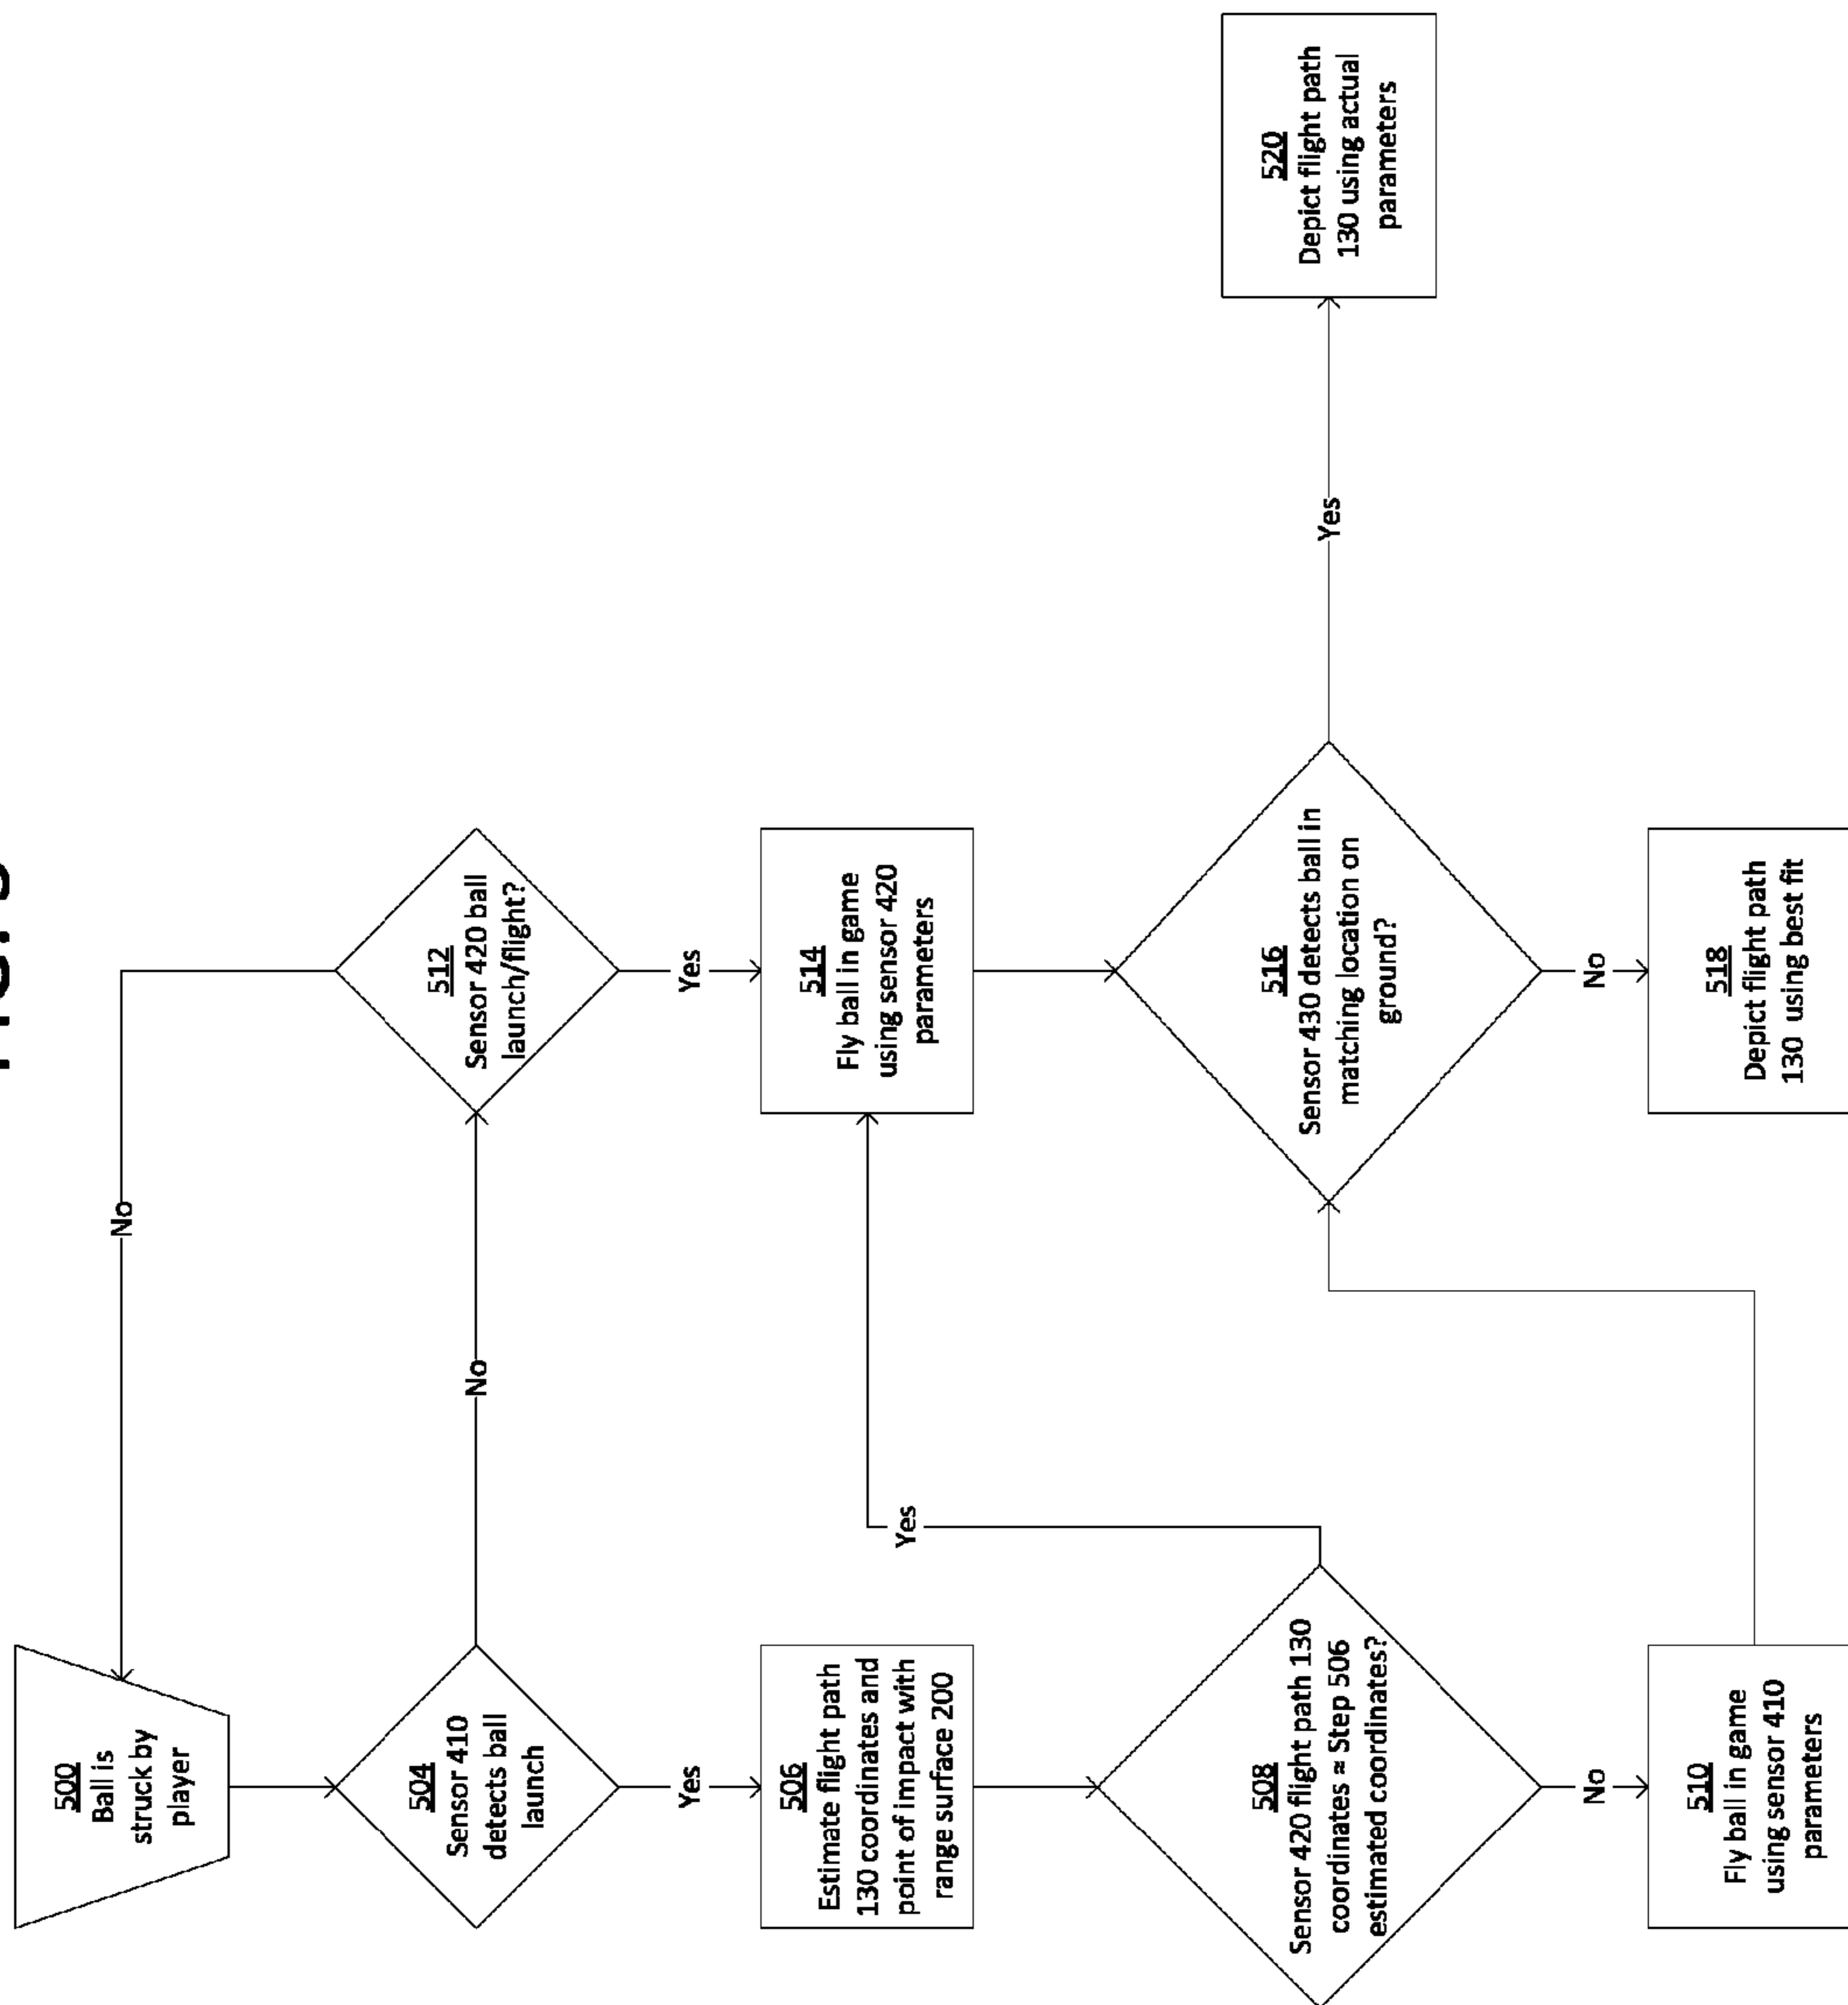 500
Ball is
struck by
player
No
504
Sensor 410
detects ball
launch
No
512
Sensor 420 ball
launch/flight?
Yes
Yes
506
Estimate flight path
130 coordinates and
point of impact with
range surface 200
514
Fly ball in game
using sensor 420
parameters
Yes
508
Sensor 420 flight path 130
coordinates ≈ Step 506
estimated coordinates?
516
Sensor 430 detects ball in
matching location on
ground?
Yes
520
Depict flight path
130 using actual
parameters
No
No
510
Fly ball in game
using sensor 410
parameters
518
Depict flight path
130 using best fit